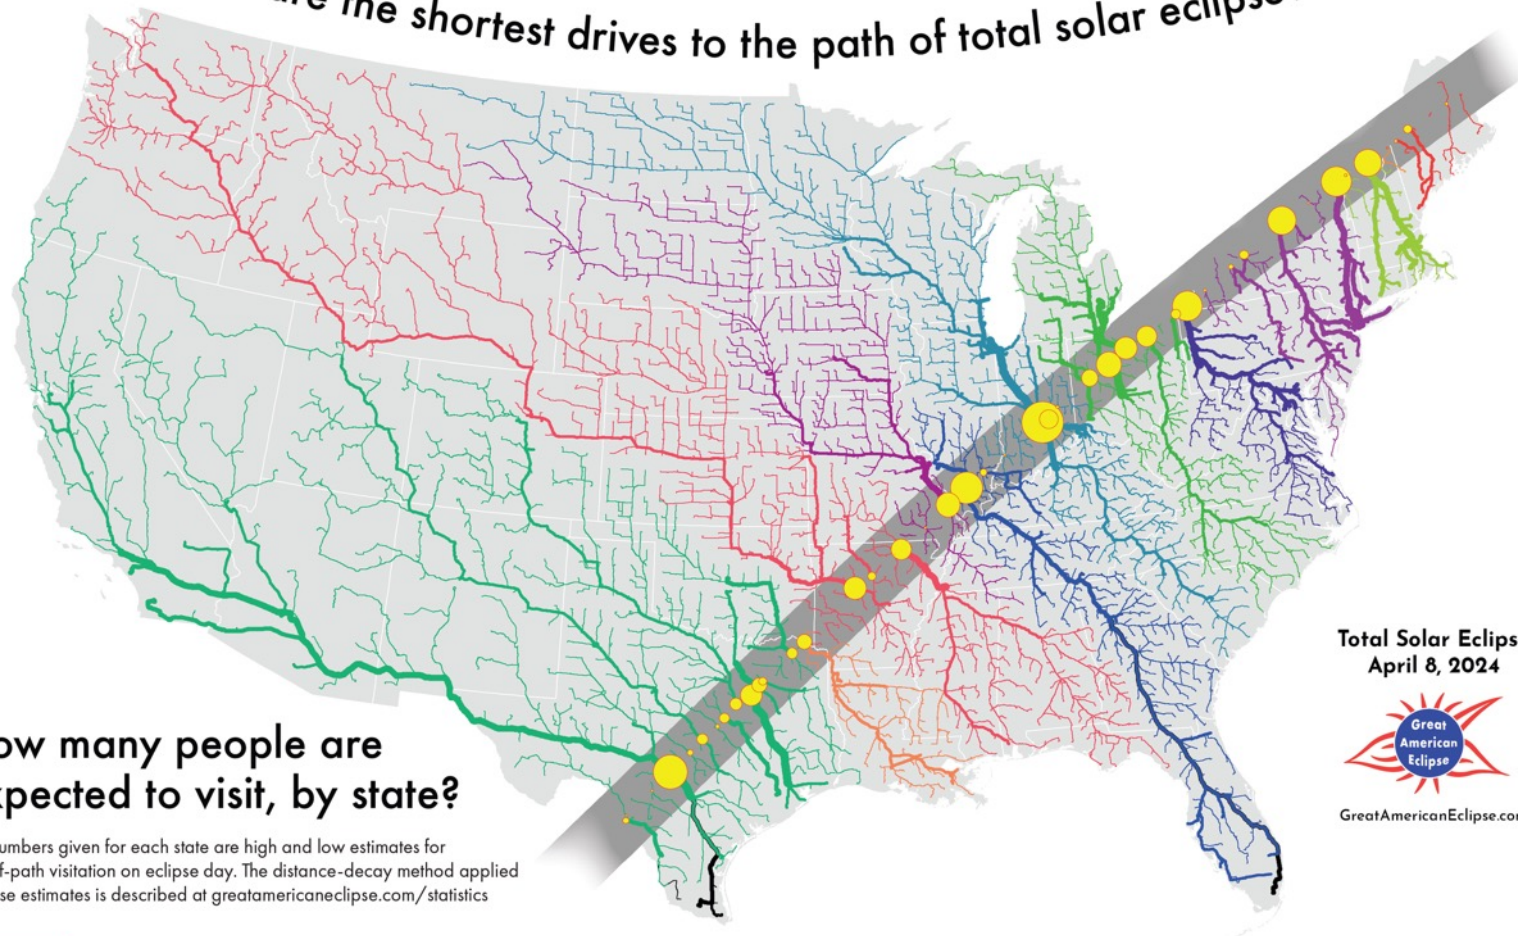 the shortest drives to the path of total solar
Total Solar Eclips
April 8, 2024
Great
American
Eclipse
GreatAmericanEclipse.co
ow many people are
xpected to visit, by state?
umbers given for each state are high and low estimates for
f-path visitation on eclipse day. The distance-decay method applied
se estimates is described at greatamericaneclipse.com/statistics